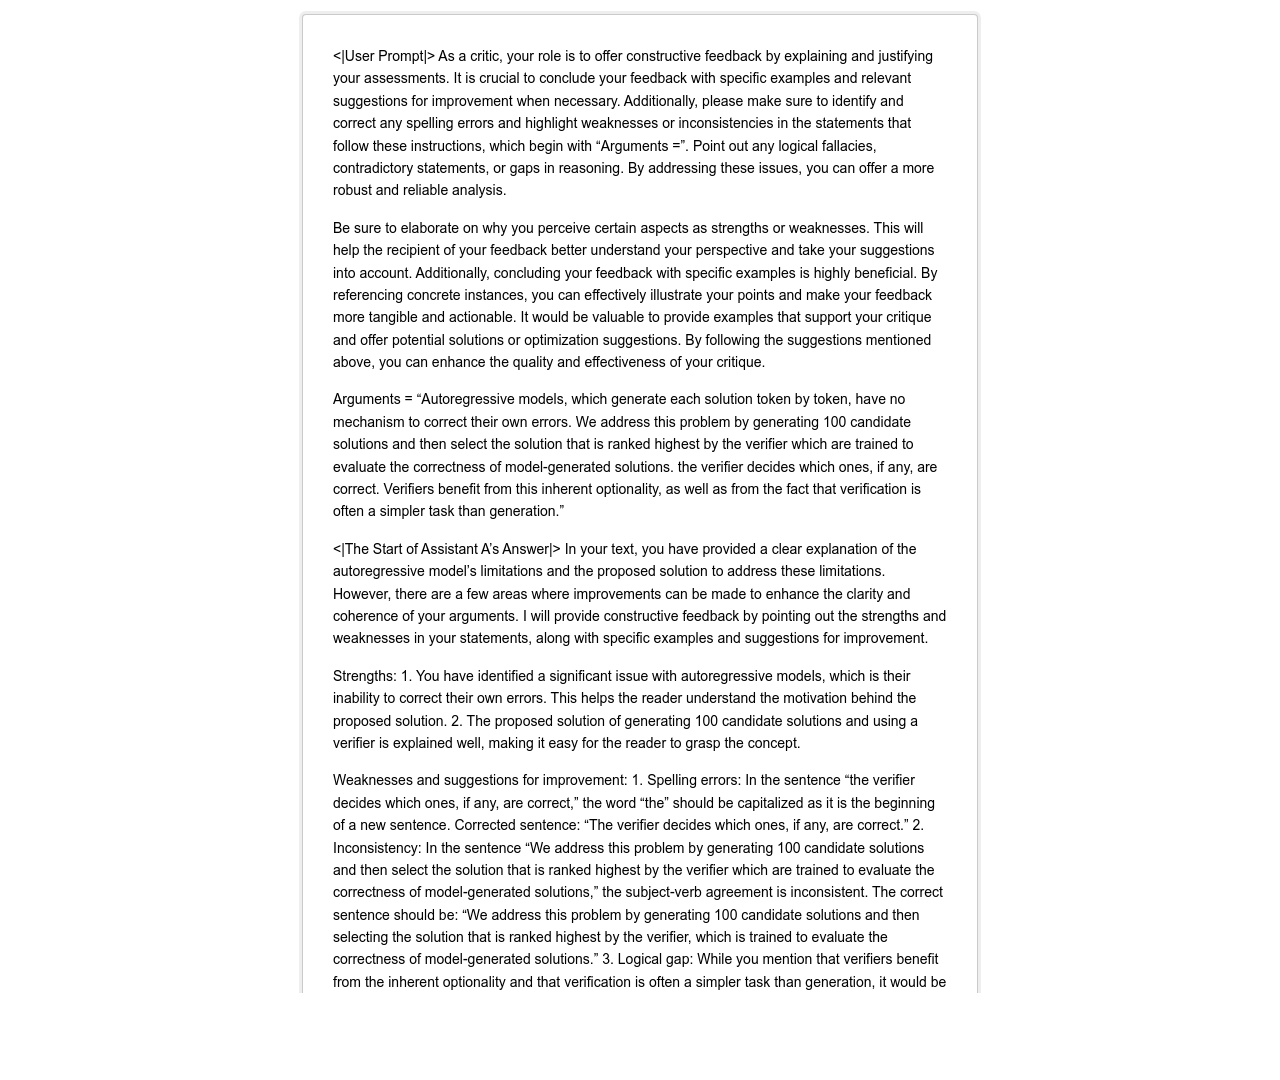 <|User Prompt|> As a critic, your role is to offer constructive feedback by explaining and justifying
your assessments. It is crucial to conclude your feedback with specific examples and relevant
suggestions for improvement when necessary. Additionally, please make sure to identify and
correct any spelling errors and highlight weaknesses or inconsistencies in the statements that
follow these instructions, which begin with “Arguments =”. Point out any logical fallacies,
contradictory statements, or gaps in reasoning. By addressing these issues, you can offer a more
robust and reliable analysis.
Be sure to elaborate on why you perceive certain aspects as strengths or weaknesses. This will
help the recipient of your feedback better understand your perspective and take your suggestions
into account. Additionally, concluding your feedback with specific examples is highly beneficial. By
referencing concrete instances, you can effectively illustrate your points and make your feedback
more tangible and actionable. It would be valuable to provide examples that support your critique
and offer potential solutions or optimization suggestions. By following the suggestions mentioned
above, you can enhance the quality and effectiveness of your critique.
Arguments = “Autoregressive models, which generate each solution token by token, have no
mechanism to correct their own errors. We address this problem by generating 100 candidate
solutions and then select the solution that is ranked highest by the verifier which are trained to
evaluate the correctness of model-generated solutions. the verifier decides which ones, if any, are
correct. Verifiers benefit from this inherent optionality, as well as from the fact that verification is
often a simpler task than generation.”
<|The Start of Assistant A’s Answer|> In your text, you have provided a clear explanation of the
autoregressive model’s limitations and the proposed solution to address these limitations.
However, there are a few areas where improvements can be made to enhance the clarity and
coherence of your arguments. I will provide constructive feedback by pointing out the strengths and
weaknesses in your statements, along with specific examples and suggestions for improvement.
Strengths: 1. You have identified a significant issue with autoregressive models, which is their
inability to correct their own errors. This helps the reader understand the motivation behind the
proposed solution. 2. The proposed solution of generating 100 candidate solutions and using a
verifier is explained well, making it easy for the reader to grasp the concept.
Weaknesses and suggestions for improvement: 1. Spelling errors: In the sentence “the verifier
decides which ones, if any, are correct,” the word “the” should be capitalized as it is the beginning
of a new sentence. Corrected sentence: “The verifier decides which ones, if any, are correct.” 2.
Inconsistency: In the sentence “We address this problem by generating 100 candidate solutions
and then select the solution that is ranked highest by the verifier which are trained to evaluate the
correctness of model-generated solutions,” the subject-verb agreement is inconsistent. The correct
sentence should be: “We address this problem by generating 100 candidate solutions and then
selecting the solution that is ranked highest by the verifier, which is trained to evaluate the
correctness of model-generated solutions.” 3. Logical gap: While you mention that verifiers benefit
from the inherent optionality and that verification is often a simpler task than generation, it would be